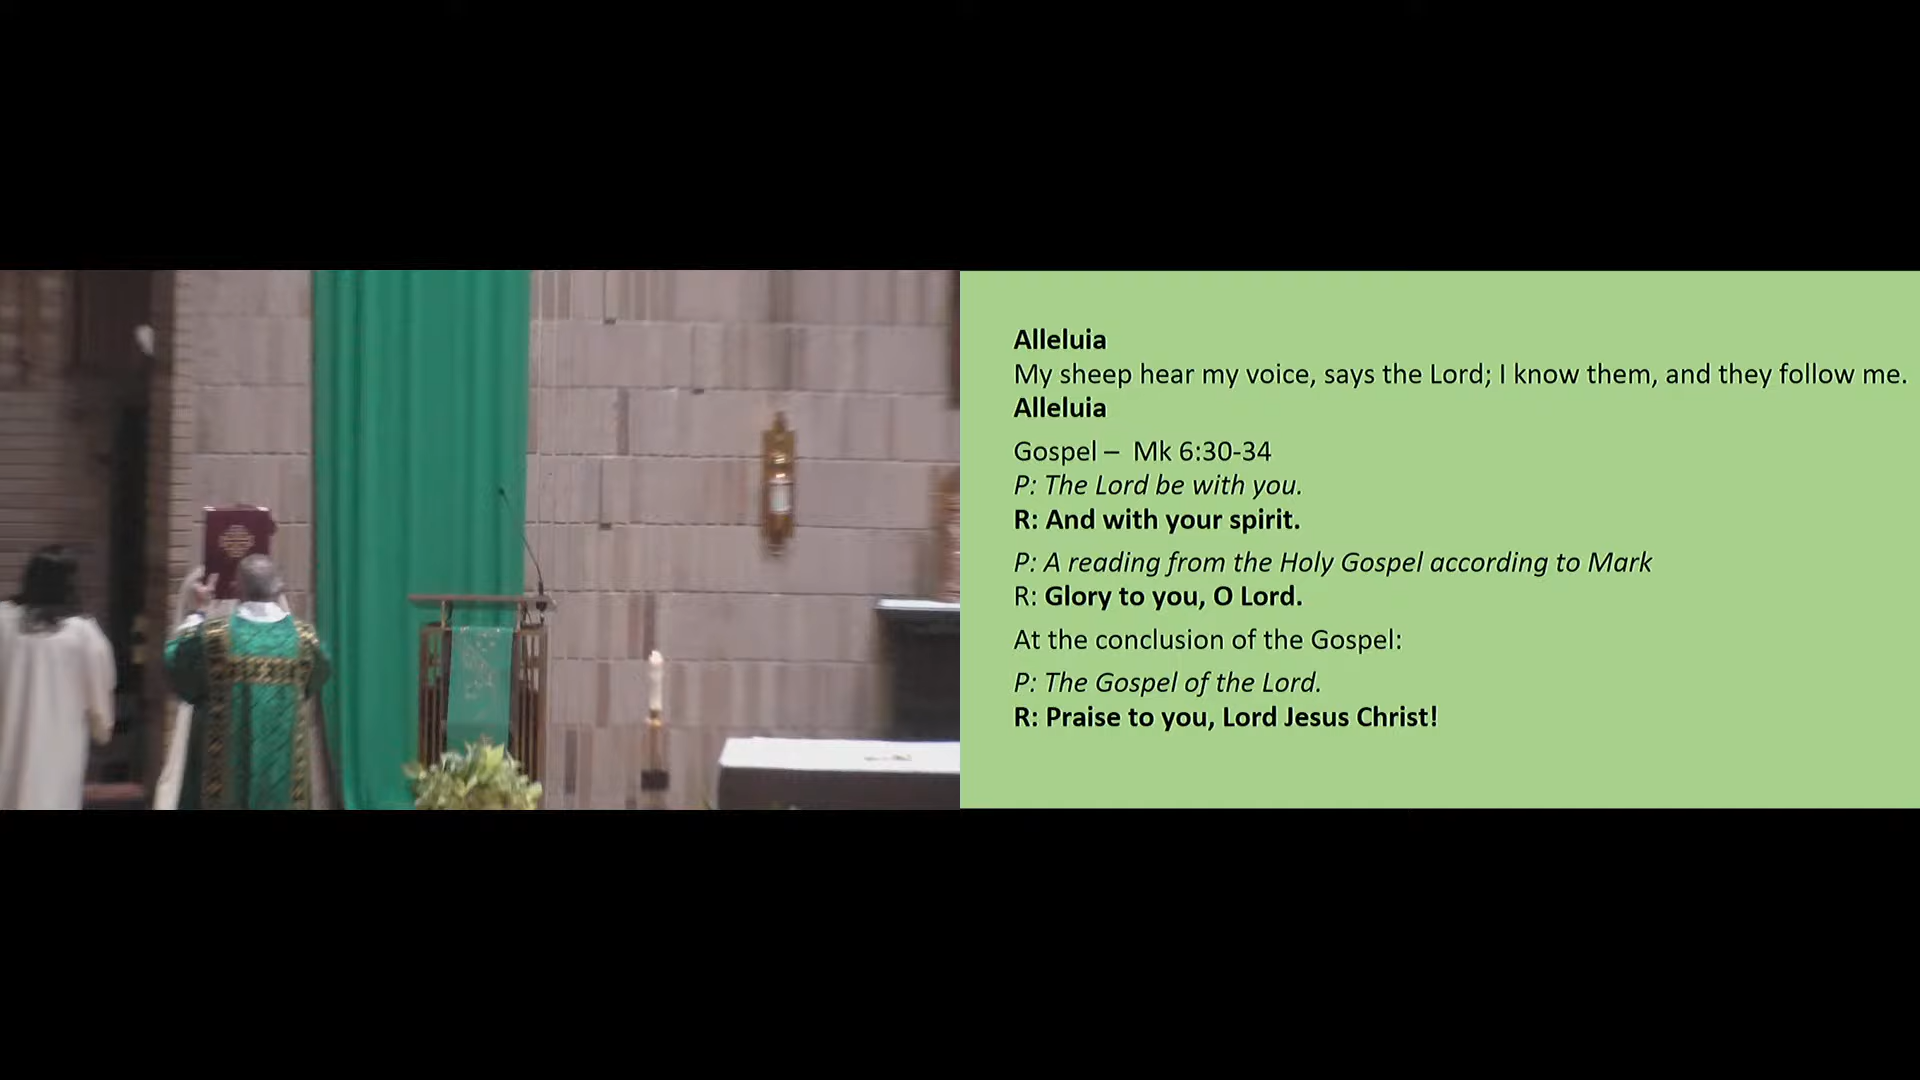 Alleluia
My sheep hear my voice, says the Lord; I know them, and they follow me.
Alleluia
Gospel – Mk 6:30-34
P: The Lord be with you.
R: And with your spirit.
P: A reading from the Holy Gospel according to Mark
R: Glory to you, O Lord.
At the conclusion of the Gospel:
P: The Gospel of the Lord.
R: Praise to you, Lord Jesus Christ!